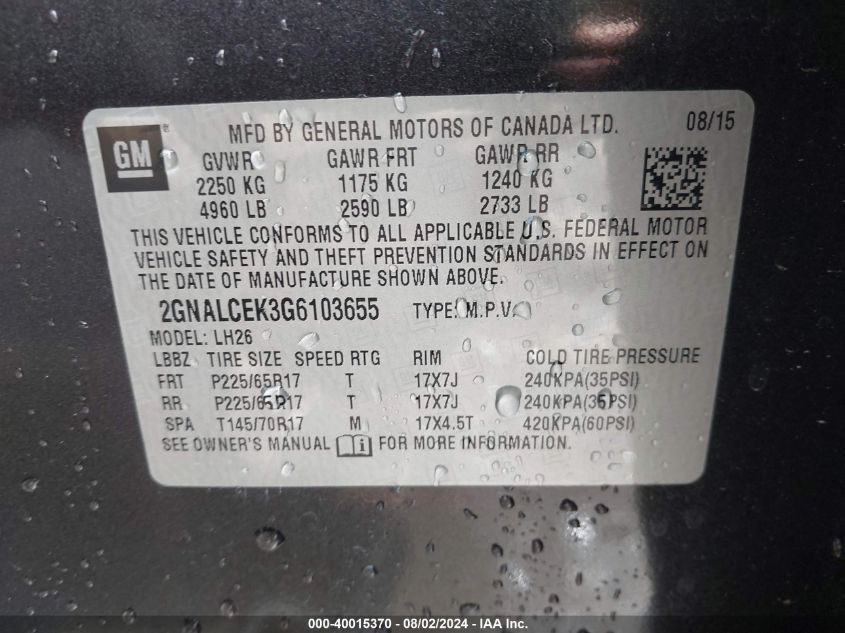 GM
MFD BY GENERAL MOTORS OF CANADA LTD. 08/15
GVWR GAWR FRT GAWR RR
2250 KG 1175 KG 1240 KG
4960 LB 2590 LB 2733 LB
THIS VEHICLE CONFORMS TO ALL APPLICABLE U.S. FEDERAL MOTOR
VEHICLE SAFETY AND THEFT PREVENTION STANDARDS IN EFFECT ON
THE DATE OF MANUFACTURE SHOWN ABOVE.
2GNALCEK3G6103655 TYPE: M.P.V.
MODEL: LH26
LBBZ TIRE SIZE SPEED RTG RIM COLD TIRE PRESSURE
FRT P225/65R17 T 17X7J 240KPA(35PSI)
RR P225/65R17 T 17X7J 240KPA(35PSI)
SPA T145/70R17 M 17X4.5T 420KPA(60PSI)
SEE OWNER'S MANUAL FOR MORE INFORMATION.
000-40015370 - 08/02/2024 - IAA Inc.